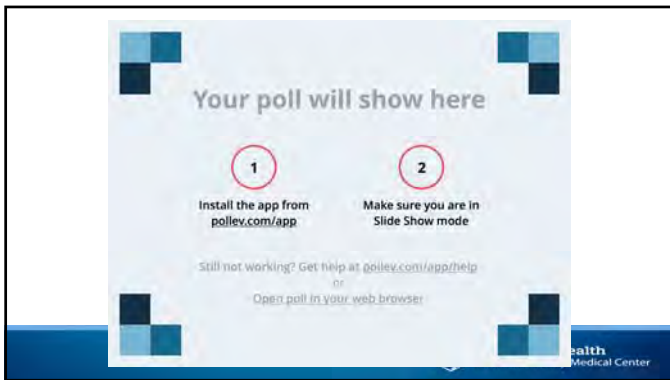 Your poll will show here
1
Install the app from
pollev.com/app
2
Make sure you are in
Slide Show mode
Still not working? Get help at pollev.com/app/help
or
Open poll in your web browser
ealth
Medical Center